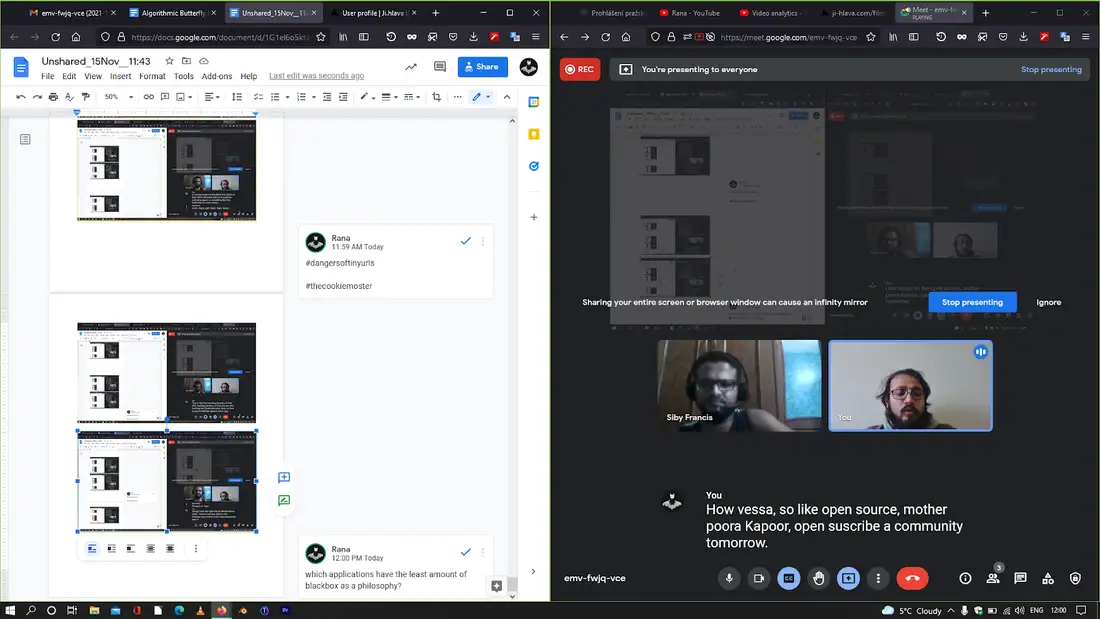 emv-fwjq-vce (2021-
Algorithmic Butterfly
Unshared_15Nov__11:4
User profile | Ji.hlava
https://docs.google.com/document/d/1G1eI6o5kt
Unshared_15Nov__11:43
File Edit View Insert Format Tools Add-ons Help Last edit was seconds ago
Share
50%
Rana
11:59 AM Today
#dangersoftinyurls
#thecookiemoster
Rana
12:00 PM Today
which applications have the least amount of
blackbox as a philosophy?
Prohlášení pražsk
Rana - YouTube
Video analytics -
ji-hlava.com/Film
Meet - emv-fwjq-vce
PLAYING
https://meet.google.com/emv-fwjq-vce
REC
You're presenting to everyone
Stop presenting
Sharing your entire screen or browser window can cause an infinity mirror
Stop presenting
Ignore
Siby Francis
You
You
How vessa, so like open source, mother
poora Kapoor, open suscribe a community
tomorrow.
emv-fwjq-vce
CC
3
5°C Cloudy
ENG
12:00